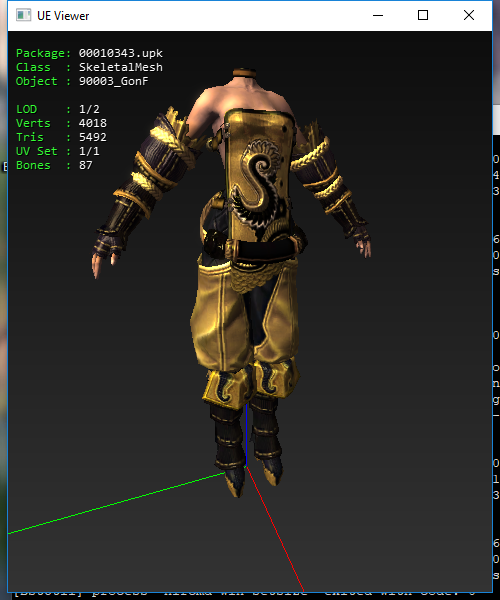 UE Viewer
Package: 00010343.upk
Class : SkeletalMesh
Object : 90003_GonF
LOD : 1/2
Verts : 4018
Tris : 5492
UV Set : 1/1
Bones : 87